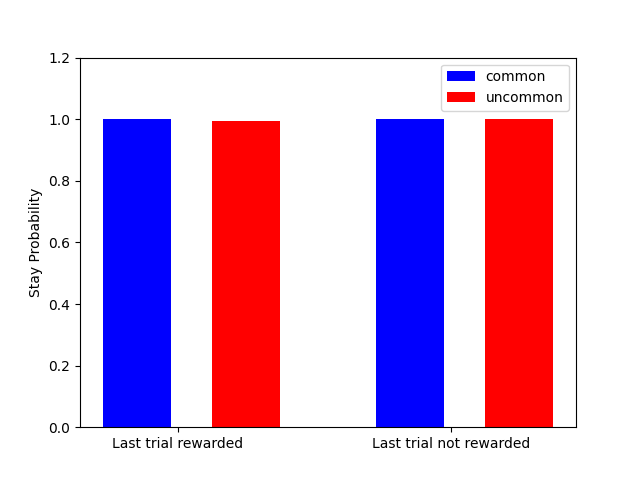 1.2
1.0
0.8
0.6
0.4
0.2
0.0
Stay Probability
common
uncommon
Last trial rewarded
Last trial not rewarded